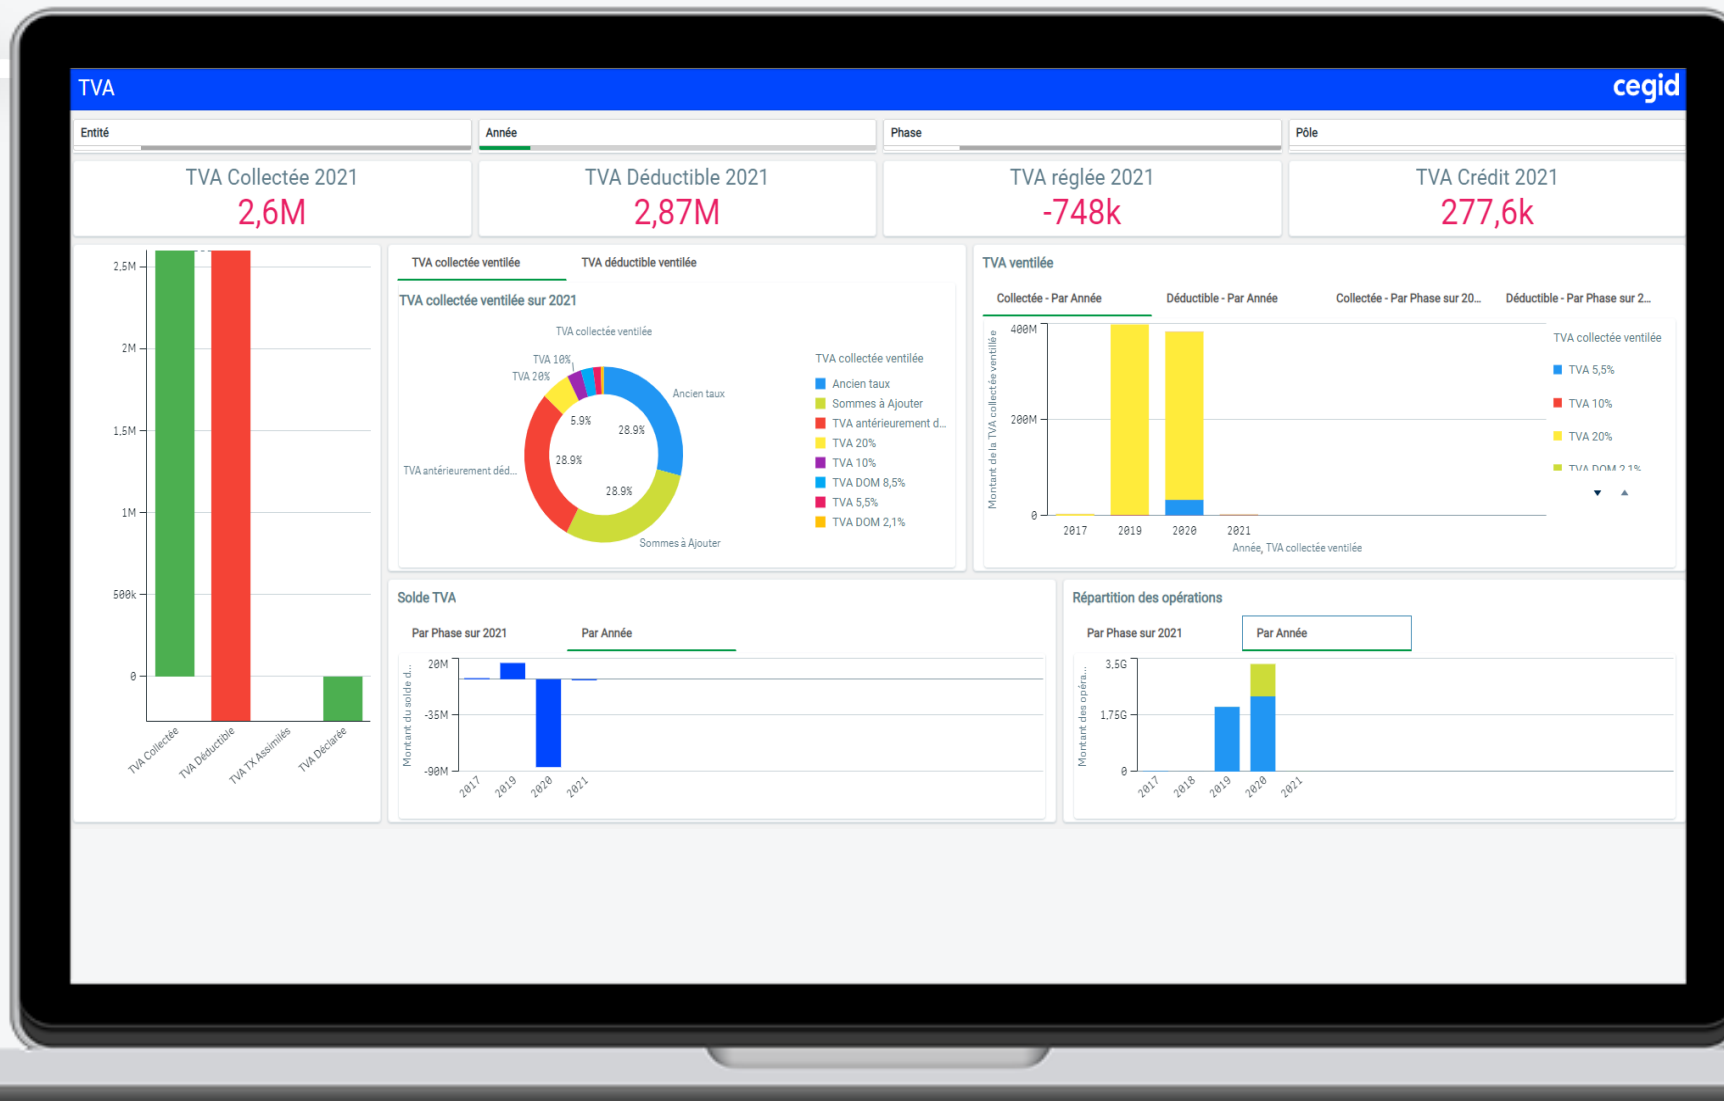 TVA
cegid
Entité
Année
Phase
Pôle
TVA Collectée 2021
2,6M
TVA Déductible 2021
2,87M
TVA réglée 2021
-748k
TVA Crédit 2021
277,6k
2,5M
2M
1,5M
1M
500k
0
TVA Collectée
TVA Déductible
TVA TX Assimilés
TVA Déclarée
TVA collectée ventilée
TVA déductible ventilée
TVA collectée ventilée sur 2021
TVA collectée ventilée
TVA 10%
TVA 20%
Ancien taux
TVA antérieurement déd...
Sommes à Ajouter
5.9%
28.9%
28.9%
28.9%
TVA collectée ventilée
Ancien taux
Sommes à Ajouter
TVA antérieurement d...
TVA 20%
TVA 10%
TVA DOM 8,5%
TVA 5,5%
TVA DOM 2,1%
TVA ventilée
Collectée - Par Année
Déductible - Par Année
Collectée - Par Phase sur 20...
Déductible - Par Phase sur 2...
Montant de la TVA collectée ventillée
400M
200M
0
2017
2019
2020
2021
Année, TVA collectée ventilée
TVA collectée ventilée
TVA 5,5%
TVA 10%
TVA 20%
TVA DOM 2,1%
Solde TVA
Par Phase sur 2021
Par Année
Montant du solde d...
20M
-35M
-90M
2017
2019
2020
2021
Répartition des opérations
Par Phase sur 2021
Par Année
Montant des opéra...
3,5G
1,75G
0
2017
2018
2019
2020
2021